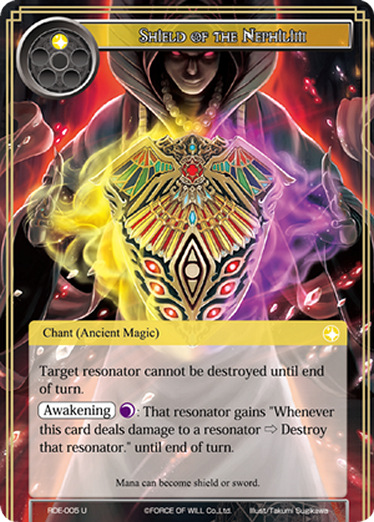 Shield of the Nephilim
Chant (Ancient Magic)
Target resonator cannot be destroyed until end
of turn.
Awakening : That resonator gains "Whenever
this card deals damage to a resonator ⇨ Destroy
that resonator." until end of turn.
Mana can become shield or sword.
RDE-005 U ©FORCE OF WILL Co.,Ltd. Illust/Takumi Sugikawa